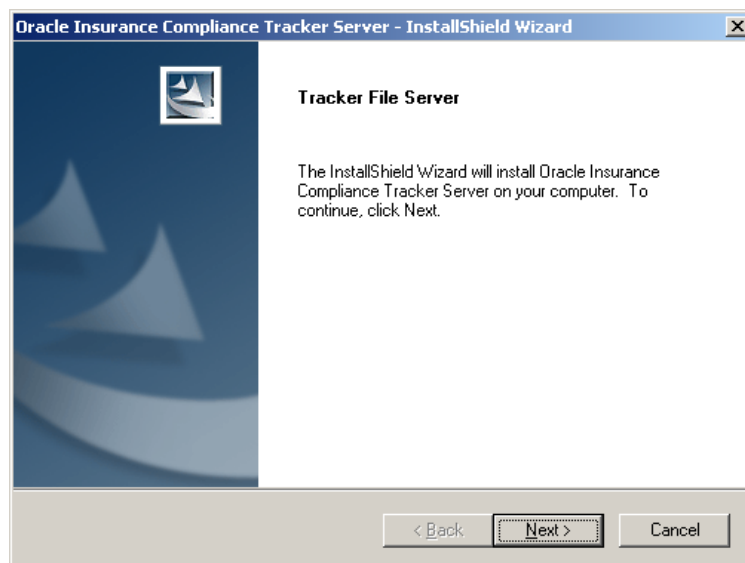 Oracle Insurance Compliance Tracker Server - InstallShield Wizard
Tracker File Server
The InstallShield Wizard will install Oracle Insurance
Compliance Tracker Server on your computer. To
continue, click Next.
< Back
Next >
Cancel